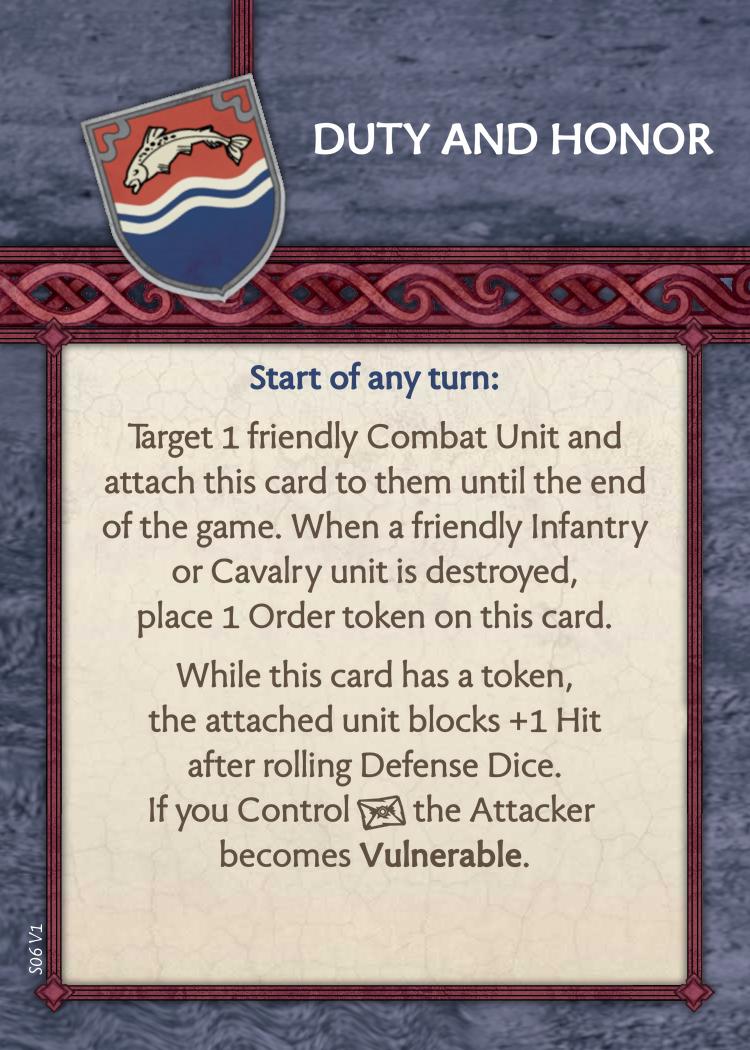 DUTY AND HONOR
Start of any turn:
Target 1 friendly Combat Unit and
attach this card to them until the end
of the game. When a friendly Infantry
or Cavalry unit is destroyed,
place 1 Order token on this card.
While this card has a token,
the attached unit blocks +1 Hit
after rolling Defense Dice.
If you Control the Attacker
becomes Vulnerable.
S06 V1